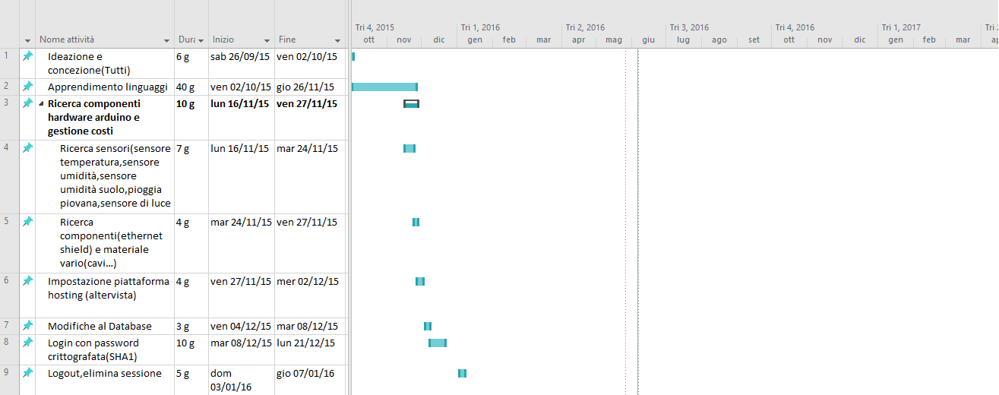 Tri 4, 2015 Tri 1, 2016 Tri 2, 2016 Tri 3, 2016 Tri 4, 2016 Tri 1, 2017 Tri 2
Nome attività Dura Inizio Fine ott nov dic gen feb mar apr mag giu lug ago set ott nov dic gen feb mar ap
1 Ideazione e 6 g sab 26/09/15 ven 02/10/15
concezione(Tutti)
2 Apprendimento linguaggi 40 g ven 02/10/15 gio 26/11/15
3 Ricerca componenti 10 g lun 16/11/15 ven 27/11/15
hardware arduino e
gestione costi
4 Ricerca sensori(sensore 7 g lun 16/11/15 mar 24/11/15
temperatura,sensore
umidità,sensore
umidità suolo,pioggia
piovana,sensore di luce
5 Ricerca 4 g mar 24/11/15 ven 27/11/15
componenti(ethernet
shield) e materiale
vario(cavi...)
6 Impostazione piattaforma 4 g ven 27/11/15 mer 02/12/15
hosting (altervista)
7 Modifiche al Database 3 g ven 04/12/15 mar 08/12/15
8 Login con password 10 g mar 08/12/15 lun 21/12/15
crittografata(SHA1)
9 Logout,elimina sessione 5 g dom gio 07/01/16
03/01/16